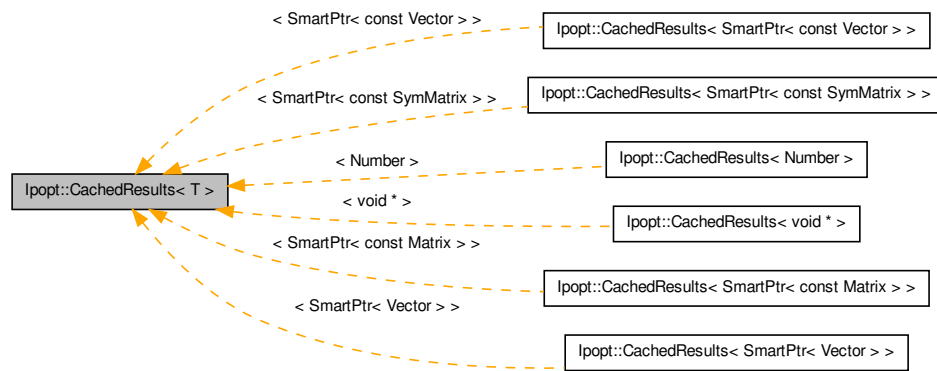 < SmartPtr< const Vector > >
Ipopt::CachedResults< SmartPtr< const Vector > >
< SmartPtr< const SymMatrix > >
Ipopt::CachedResults< SmartPtr< const SymMatrix > >
< Number >
Ipopt::CachedResults< Number >
Ipopt::CachedResults< T >
< void * >
Ipopt::CachedResults< void * >
< SmartPtr< const Matrix > >
Ipopt::CachedResults< SmartPtr< const Matrix > >
< SmartPtr< Vector > >
Ipopt::CachedResults< SmartPtr< Vector > >